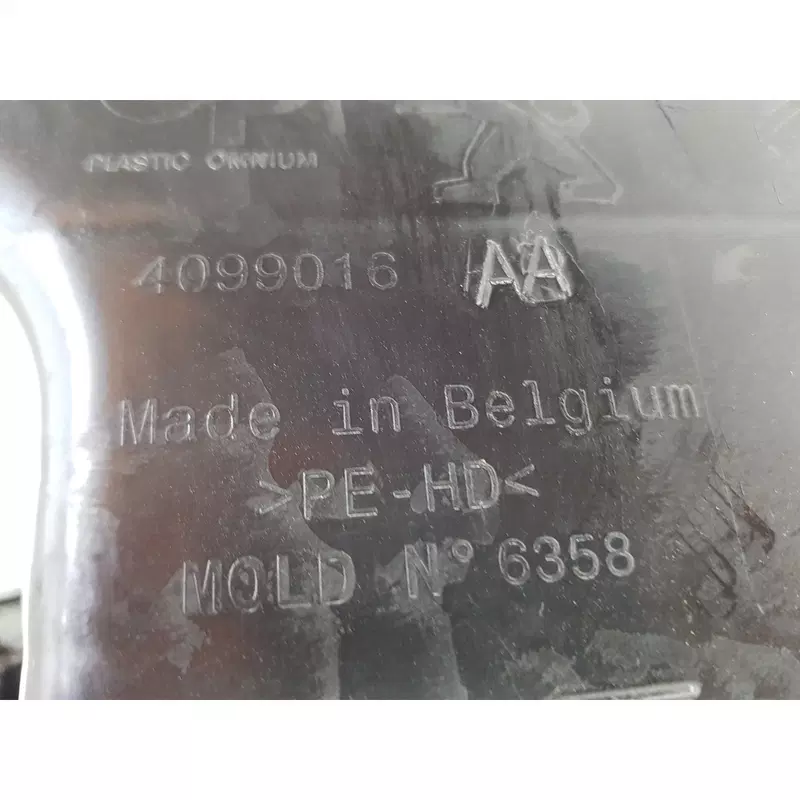 PLASTIC OMNIUM
4099016 AA
Made in Belgium
>PE-HD<
MOLD N° 6358